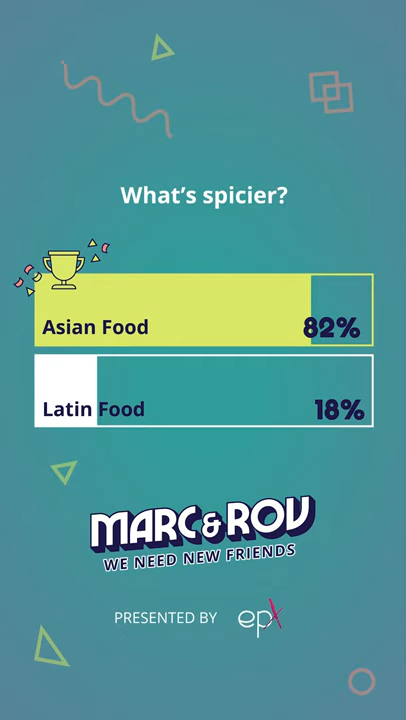 What’s spicier?
Asian Food 82%
Latin Food 18%
MARC & ROV
WE NEED NEW FRIENDS
PRESENTED BY epx